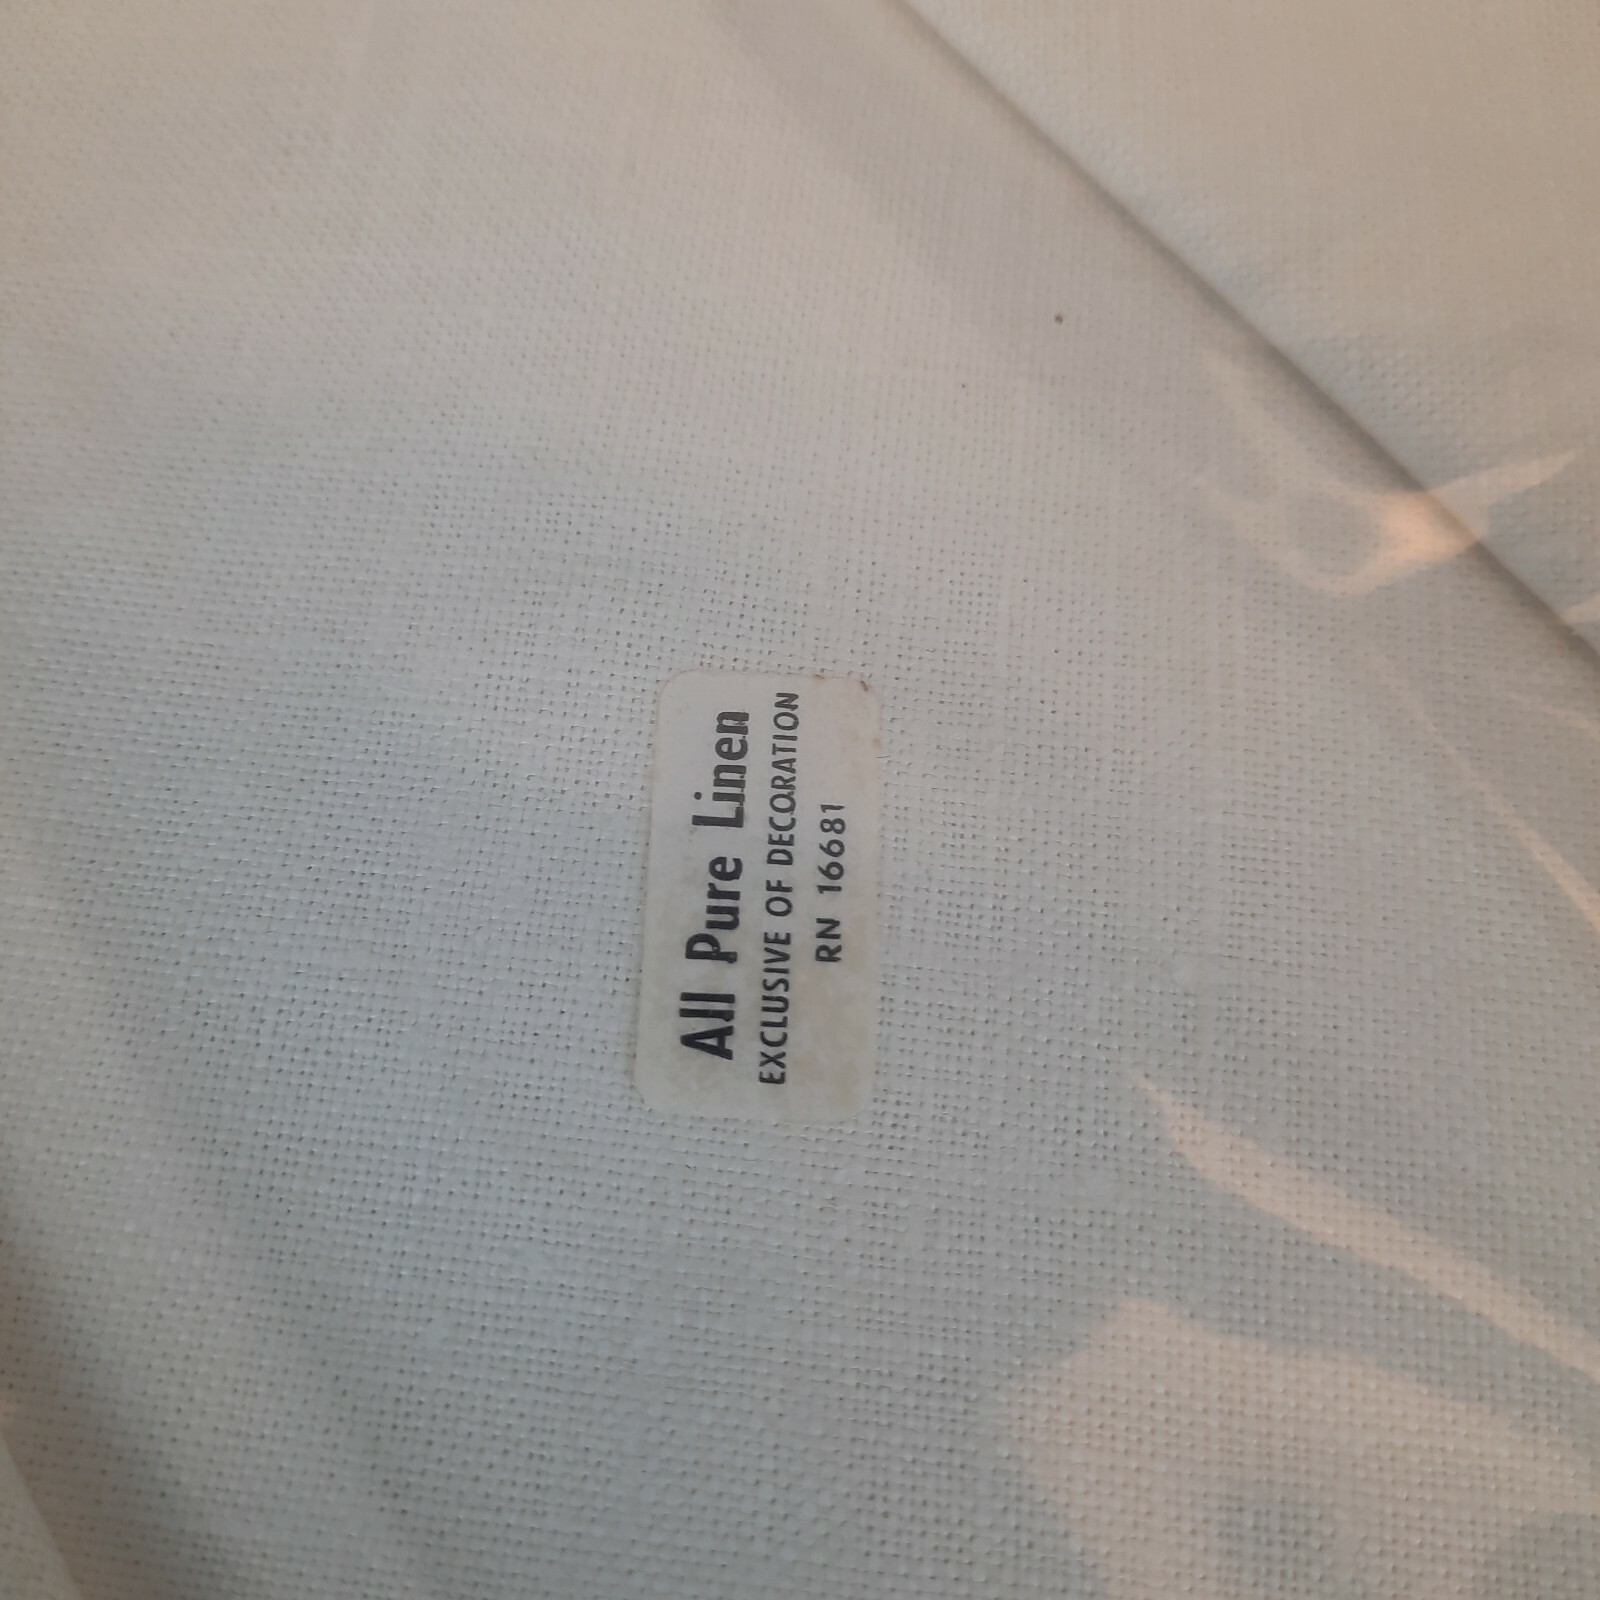 All Pure Linen
EXCLUSIVE OF DECORATION
RN 16681